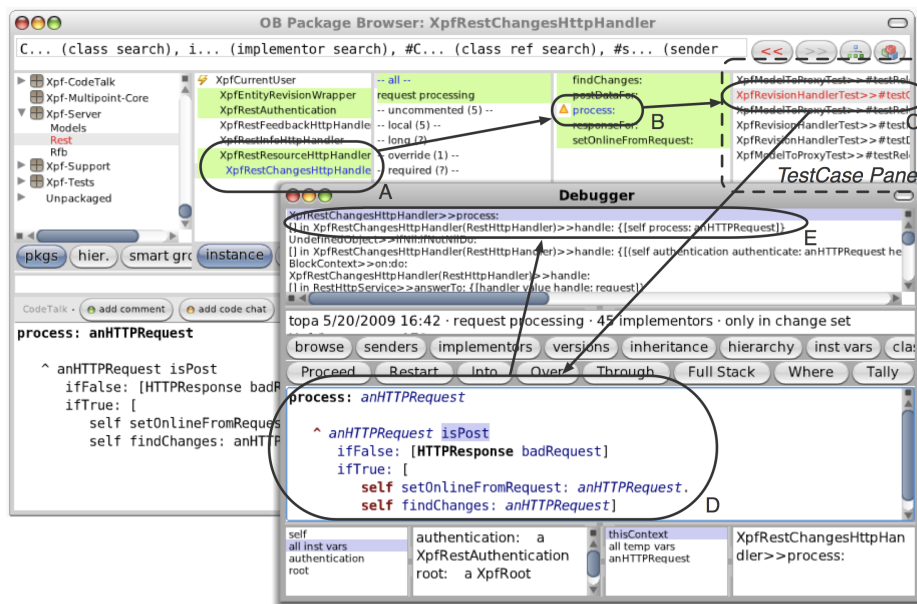 OB Package Browser: XpfRestChangesHttpHandler
C... (class search), i... (implementor search), #C... (class ref search), #s... (sender
<<
>>
Xpf-CodeTalk
Xpf-Multipoint-Core
Xpf-Server
Models
Rest
Rfb
Xpf-Support
Xpf-Tests
Unpackaged
XpfCurrentUser
XpfEntityRevisionWrapper
XpfRestAuthentication
XpfRestFeedbackHttpHandle
XpfRestInfoHttpHandler
XpfRestResourceHttpHandler
XpfRestChangesHttpHandle
-- all --
request processing
-- uncommented (5) --
-- local (5) --
-- long (?) --
-- override (1) --
-- required (?) --
findChanges:
postDataFor:
process:
responseFor:
setOnlineFromRequest:
XpfModelToProxyTest>>#testRel
XpfRevisionHandlerTest>>#testC
XpfModelToProxyTest>>#testRel
XpfRevisionHandlerTest>>#testC
XpfRevisionHandlerTest>>#testD
XpfModelToProxyTest>>#testRel
A
B
C
TestCase Pane
pkgs
hier.
smart gro
instance
CodeTalk -
add comment
add code chat
process: anHTTPRequest
^ anHTTPRequest isPost
ifFalse: [HTTPResponse badR
ifTrue: [
self setOnlineFromReques
self findChanges: anHTTP
Debugger
XpfRestChangesHttpHandler>>process:
[] in XpfRestChangesHttpHandler(RestHttpHandler)>>handle: {[self process: anHTTPRequest]}
UndefinedObject>>ifNil:ifNotNilDo:
[] in XpfRestChangesHttpHandler(RestHttpHandler)>>handle: {[(self authentication authenticate: anHTTPRequest he
BlockContext>>on:do:
XpfRestChangesHttpHandler(RestHttpHandler)>>handle:
[] in RestHttpService>>answerTo: {[handler value handle: request]}
E
topa 5/20/2009 16:42 · request processing · 45 implementors · only in change set
browse
senders
implementors
versions
inheritance
hierarchy
inst vars
clas
Proceed
Restart
Into
Over
Through
Full Stack
Where
Tally
process: anHTTPRequest
^ anHTTPRequest isPost
ifFalse: [HTTPResponse badRequest]
ifTrue: [
self setOnlineFromRequest: anHTTPRequest.
self findChanges: anHTTPRequest]
D
self
all inst vars
authentication
root
authentication: a
XpfRestAuthentication
root: a XpfRoot
thisContext
all temp vars
anHTTPRequest
XpfRestChangesHttpHan
dler>>process: